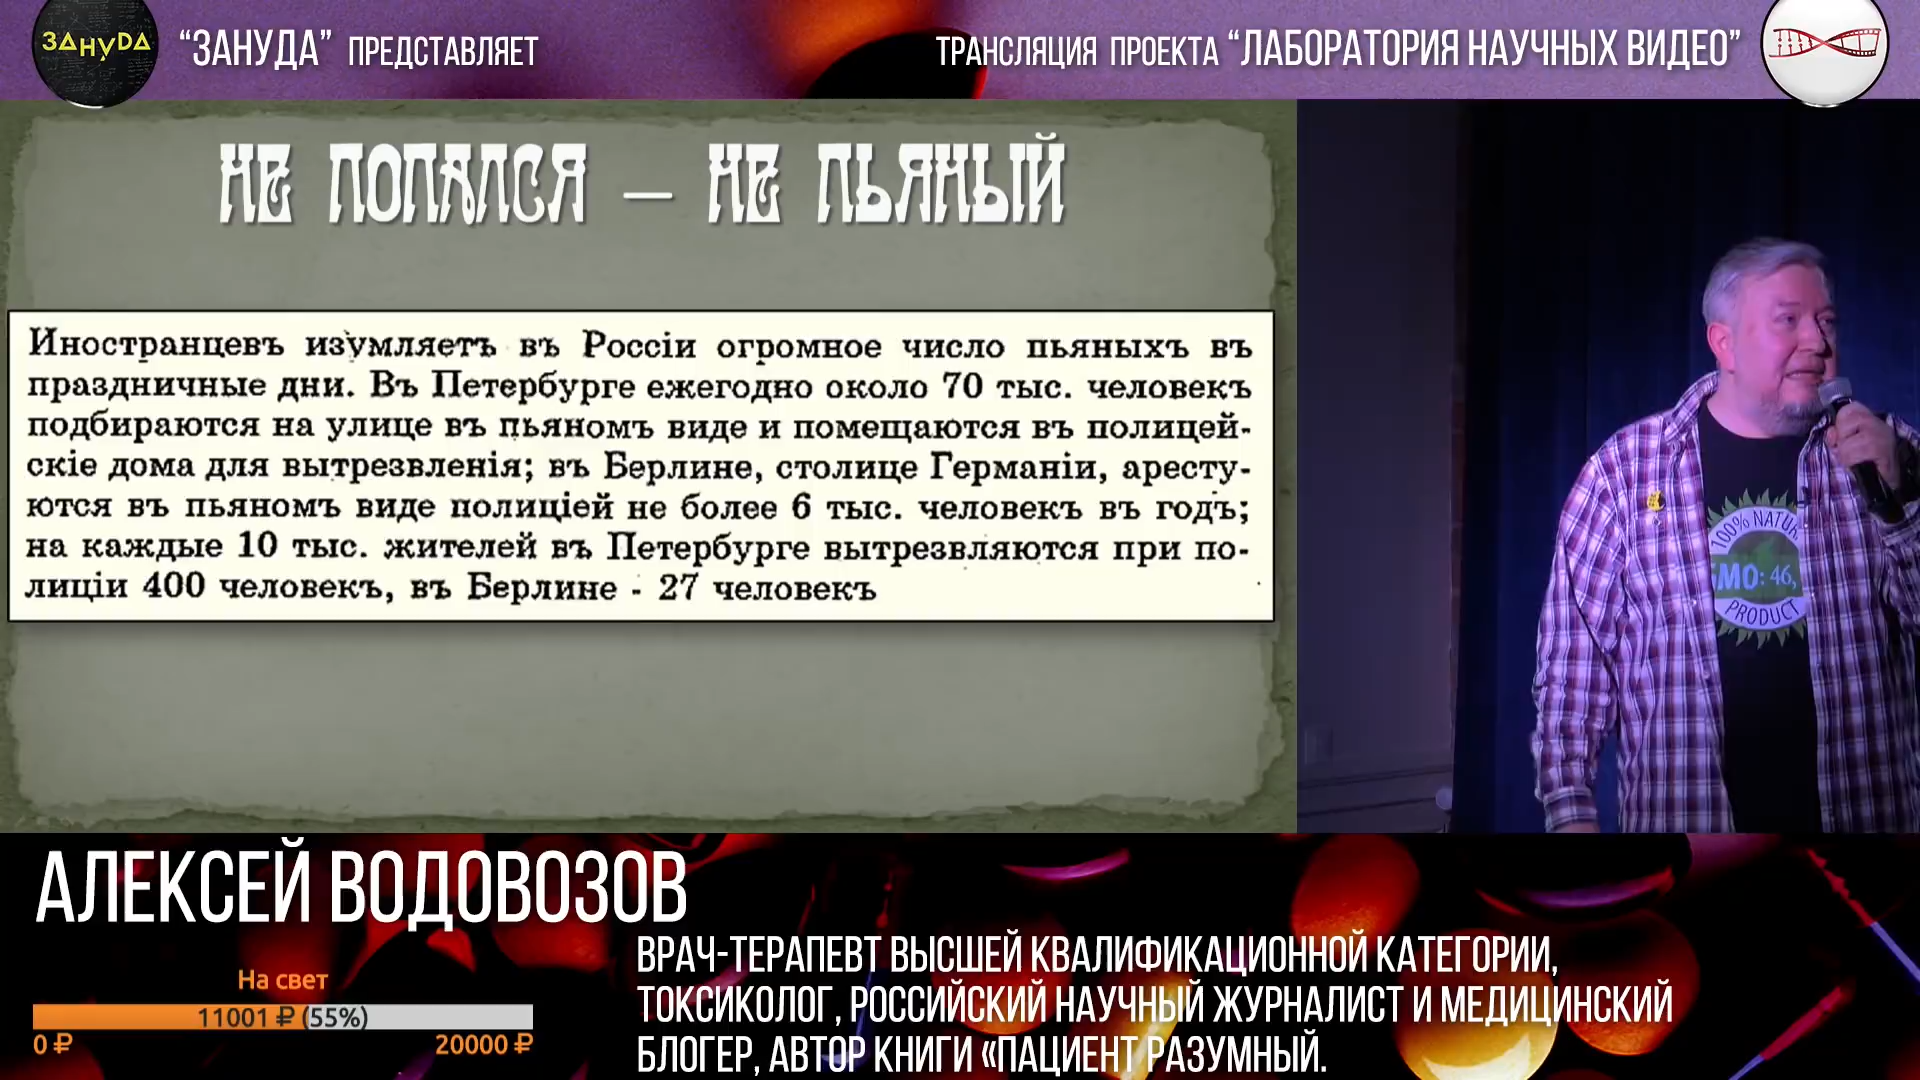 ЗАНУДА
“ЗАНУДА” ПРЕДСТАВЛЯЕТ
ТРАНСЛЯЦИЯ ПРОЕКТА “ЛАБОРАТОРИЯ НАУЧНЫХ ВИДЕО”
НЕ ПОПАЛСЯ – НЕ ПЬЯНЫЙ
Иностранцевъ изумляетъ въ Россіи огромное число пьяныхъ въ
праздничные дни. Въ Петербурге ежегодно около 70 тыс. человекъ
подбираются на улице въ пьяномъ виде и помещаются въ полицей-
скіе дома для вытрезвленія; въ Берлине, столице Германіи, аресту-
ются въ пьяномъ виде полиціей не более 6 тыс. человекъ въ годъ;
на каждые 10 тыс. жителей въ Петербурге вытрезвляются при по-
лиціи 400 человекъ, въ Берлине - 27 человекъ
100% NATU
GMO: 46,
PRODUCT
АЛЕКСЕЙ ВОДОВОЗОВ
ВРАЧ-ТЕРАПЕВТ ВЫСШЕЙ КВАЛИФИКАЦИОННОЙ КАТЕГОРИИ,
ТОКСИКОЛОГ, РОССИЙСКИЙ НАУЧНЫЙ ЖУРНАЛИСТ И МЕДИЦИНСКИЙ
БЛОГЕР, АВТОР КНИГИ «ПАЦИЕНТ РАЗУМНЫЙ.
На свет
11001 ₽ (55%)
0 ₽
20000 ₽